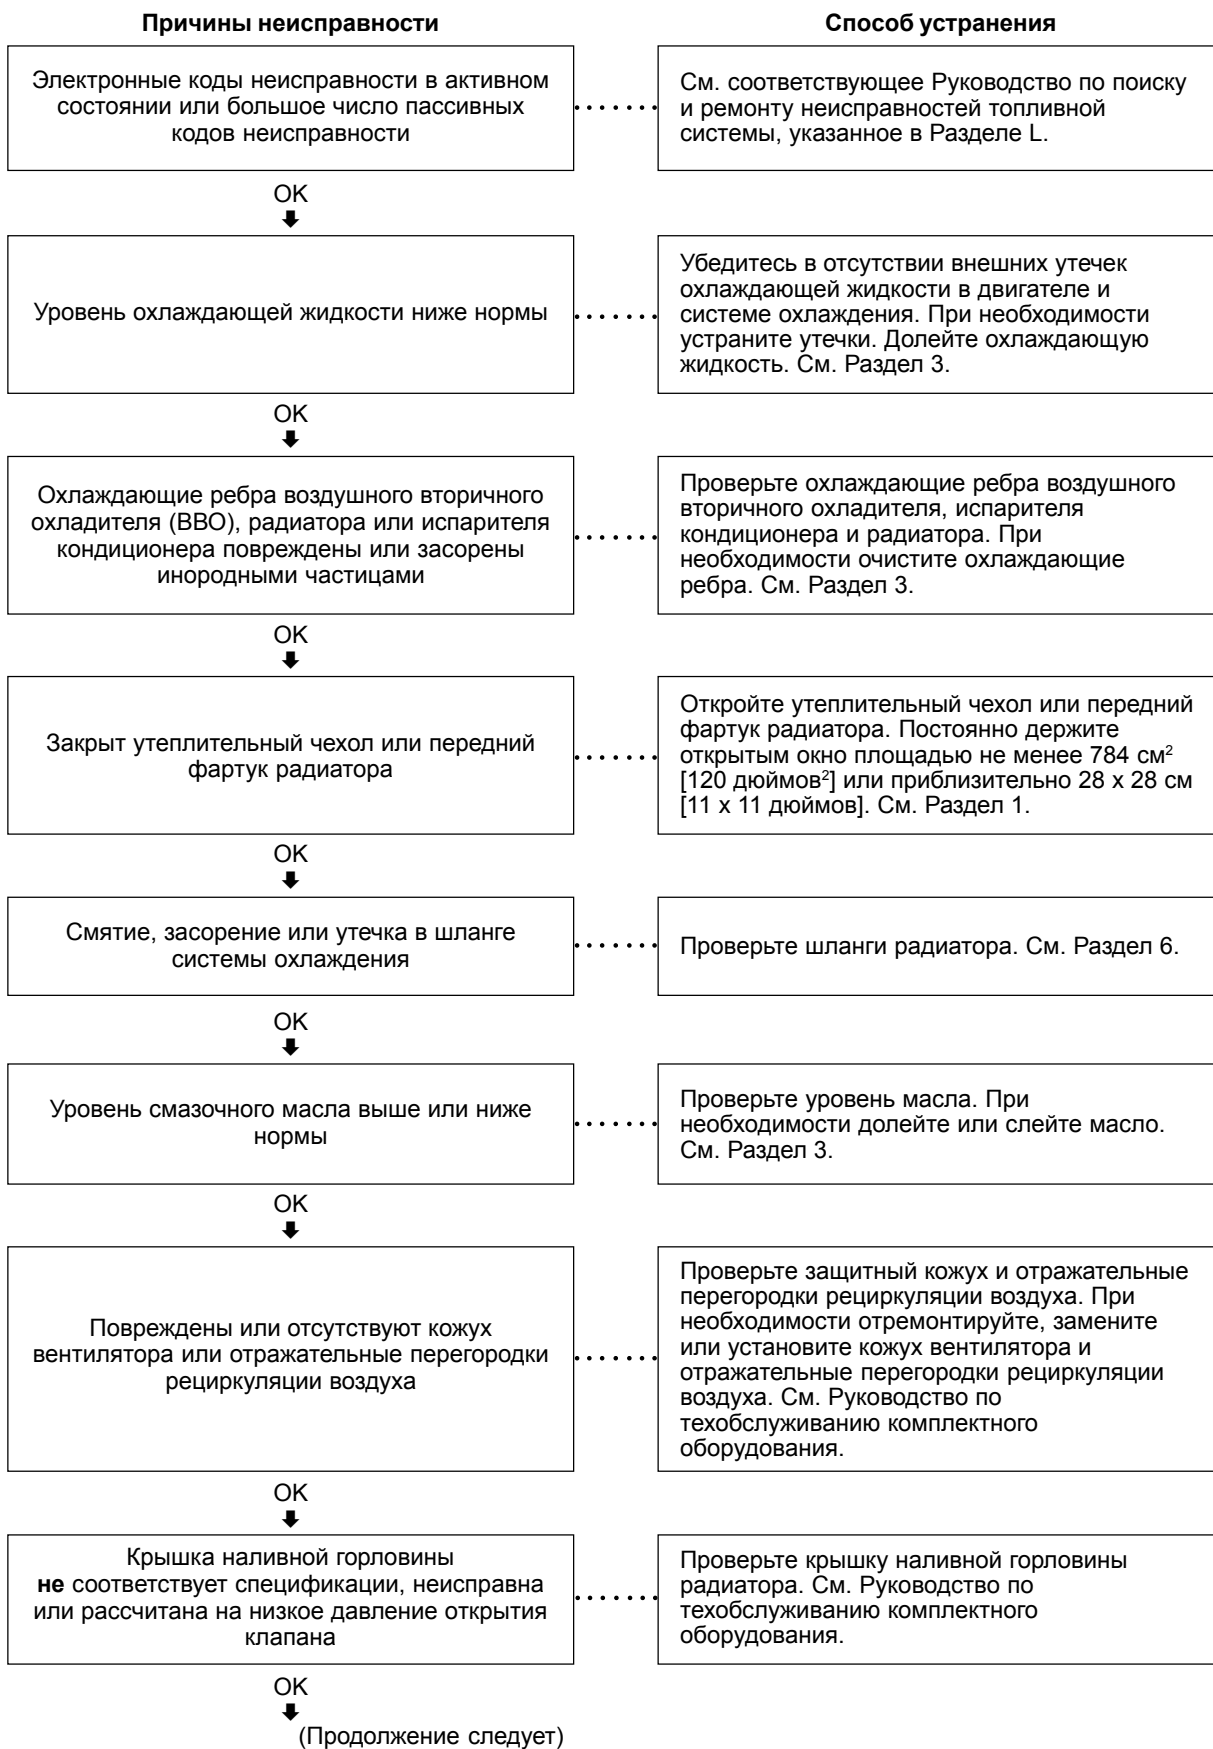 Причины неисправности
Способ устранения
Электронные коды неисправности в активном
состоянии или большое число пассивных
кодов неисправности
См. соответствующее Руководство по поиску
и ремонту неисправностей топливной
системы, указанное в Разделе L.
OK
Уровень охлаждающей жидкости ниже нормы
Убедитесь в отсутствии внешних утечек
охлаждающей жидкости в двигателе и
системе охлаждения. При необходимости
устраните утечки. Долейте охлаждающую
жидкость. См. Раздел 3.
OK
Охлаждающие ребра воздушного вторичного
охладителя (ВВО), радиатора или испарителя
кондиционера повреждены или засорены
инородными частицами
Проверьте охлаждающие ребра воздушного
вторичного охладителя, испарителя
кондиционера и радиатора. При
необходимости очистите охлаждающие
ребра. См. Раздел 3.
OK
Закрыт утеплительный чехол или передний
фартук радиатора
Откройте утеплительный чехол или передний
фартук радиатора. Постоянно держите
открытым окно площадью не менее 784 см²
[120 дюймов²] или приблизительно 28 x 28 см
[11 x 11 дюймов]. См. Раздел 1.
OK
Смятие, засорение или утечка в шланге
системы охлаждения
Проверьте шланги радиатора. См. Раздел 6.
OK
Уровень смазочного масла выше или ниже
нормы
Проверьте уровень масла. При
необходимости долейте или слейте масло.
См. Раздел 3.
OK
Повреждены или отсутствуют кожух
вентилятора или отражательные перегородки
рециркуляции воздуха
Проверьте защитный кожух и отражательные
перегородки рециркуляции воздуха. При
необходимости отремонтируйте, замените
или установите кожух вентилятора и
отражательные перегородки рециркуляции
воздуха. См. Руководство по
техобслуживанию комплектного
оборудования.
OK
Крышка наливной горловины
не соответствует спецификации, неисправна
или рассчитана на низкое давление открытия
клапана
Проверьте крышку наливной горловины
радиатора. См. Руководство по
техобслуживанию комплектного
оборудования.
OK
(Продолжение следует)